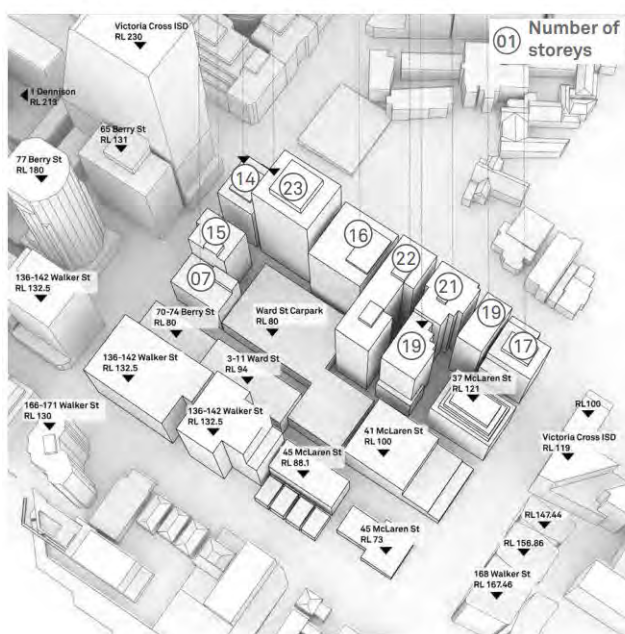 Victoria Cross ISD
RL 230
01 Number of
storeys
1 Dennison
RL 213
65 Berry St
RL 131
77 Berry St
RL 180
14
23
15
16
07
22
21
19
19
17
136-142 Walker St
RL 132.5
70-74 Berry St
RL 80
Ward St Carpark
RL 80
136-142 Walker St
RL 132.5
3-11 Ward St
RL 94
37 McLaren St
RL 121
166-171 Walker St
RL 130
136-142 Walker St
RL 132.5
41 McLaren St
RL 100
RL100
Victoria Cross ISD
RL 119
45 McLaren St
RL 88.1
RL147.44
45 McLaren St
RL 73
RL 156.86
168 Walker St
RL 167.46